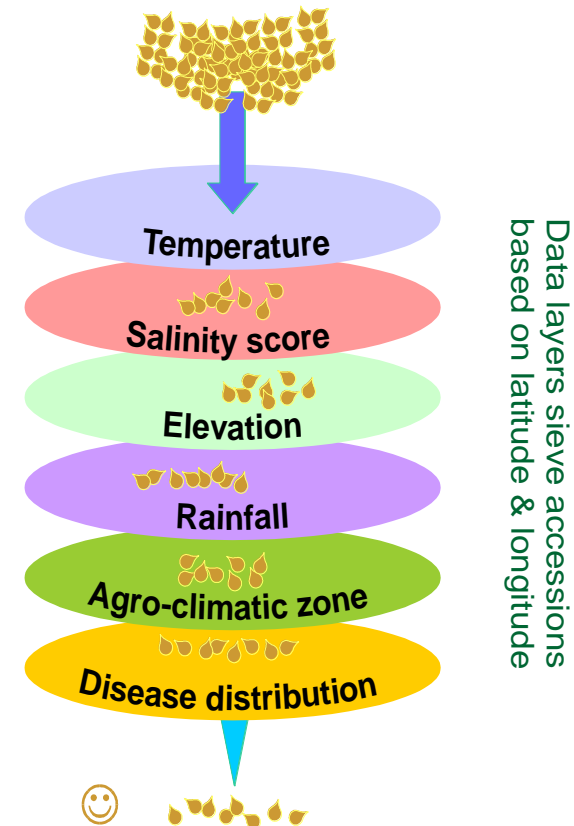 Temperature
Salinity score
Elevation
Rainfall
Agro-climatic zone
Disease distribution
Data layers sieve accessions
based on latitude & longitude